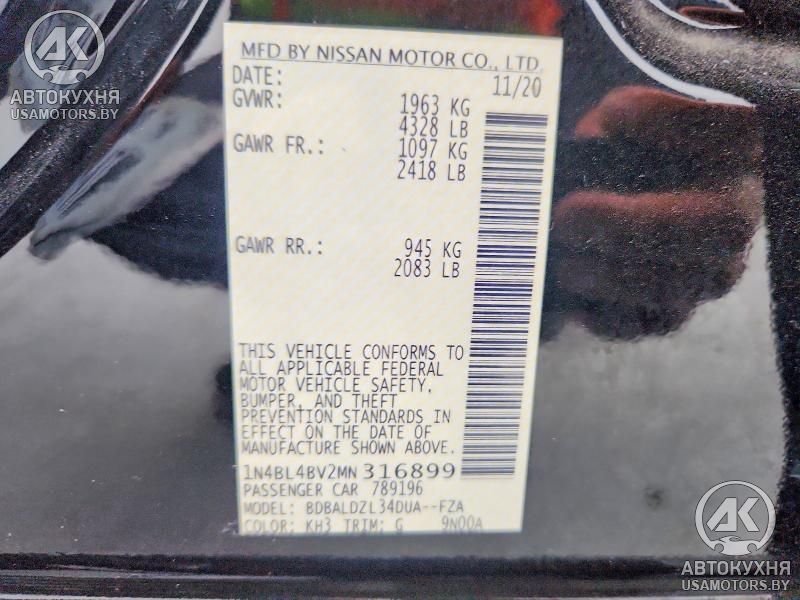 AK
АВТОКУХНЯ
USAMOTORS.BY
MFD BY NISSAN MOTOR CO., LTD.
DATE: 11/20
GVWR: 1963 KG
4328 LB
GAWR FR.: 1097 KG
2418 LB
GAWR RR.: 945 KG
2083 LB
THIS VEHICLE CONFORMS TO
ALL APPLICABLE FEDERAL
MOTOR VEHICLE SAFETY,
BUMPER, AND THEFT
PREVENTION STANDARDS IN
EFFECT ON THE DATE OF
MANUFACTURE SHOWN ABOVE.
1N4BL4BV2MN316899
PASSENGER CAR 789196
MODEL: BDBALDZL34DUA--FZA
COLOR: KH3 TRIM: G 9N00A
AK
АВТОКУХНЯ
USAMOTORS.BY